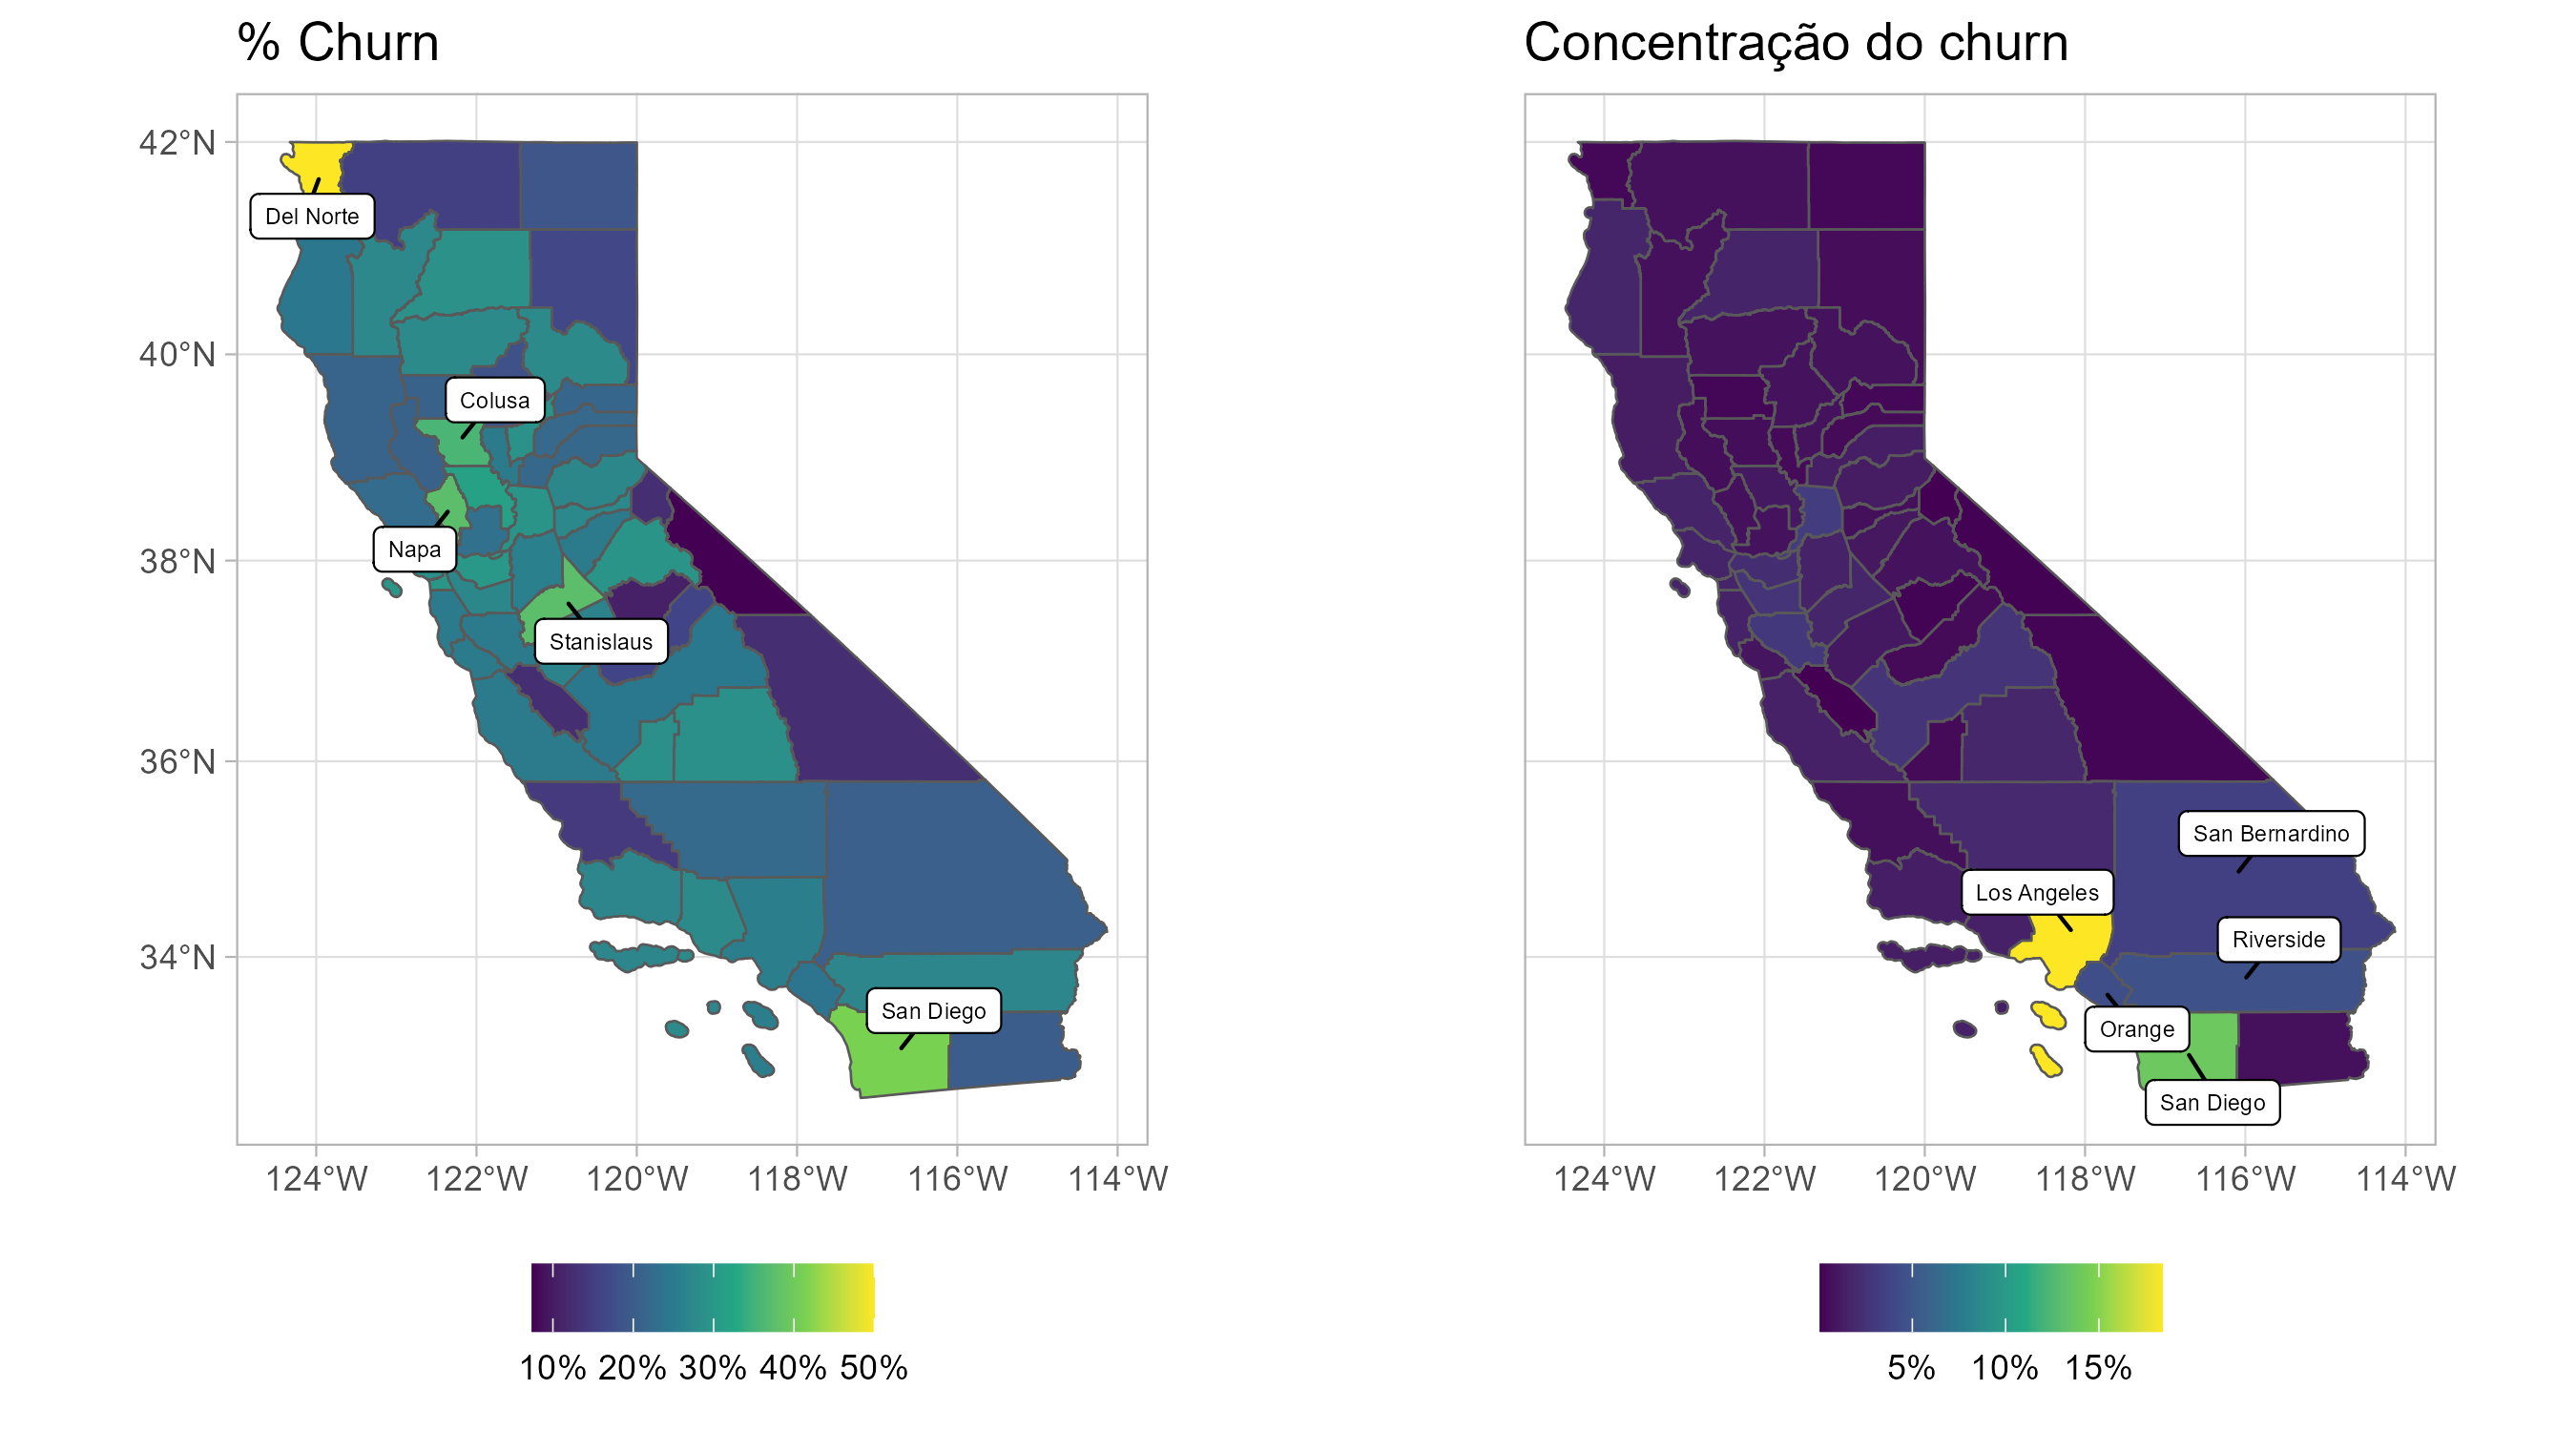 % Churn
Concentração do churn
42°N
40°N
38°N
36°N
34°N
Del Norte
Colusa
Napa
Stanislaus
San Diego
124°W 122°W 120°W 118°W 116°W 114°W
10% 20% 30% 40% 50%
San Bernardino
Los Angeles
Riverside
Orange
San Diego
124°W 122°W 120°W 118°W 116°W 114°W
5% 10% 15%